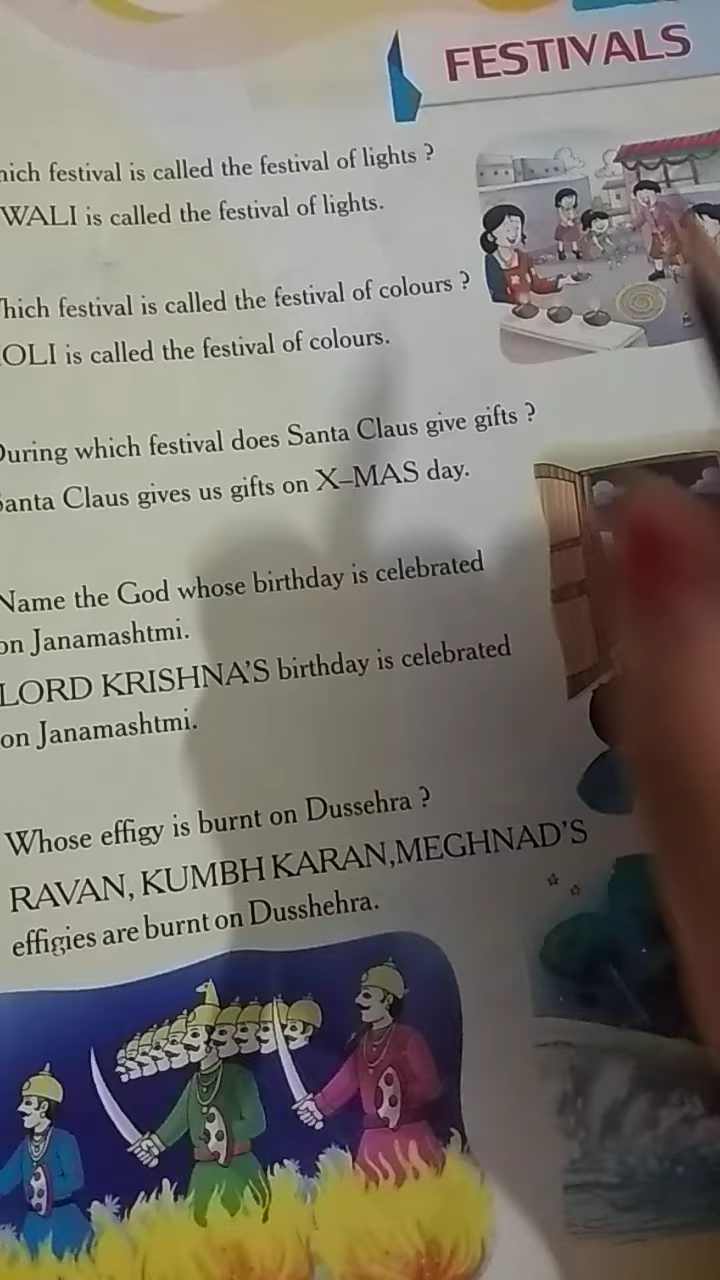 FESTIVALS
hich festival is called the festival of lights ?
WALI is called the festival of lights.
hich festival is called the festival of colours ?
OLI is called the festival of colours.
During which festival does Santa Claus give gifts ?
Santa Claus gives us gifts on X–MAS day.
Name the God whose birthday is celebrated
on Janamashtmi.
LORD KRISHNA'S birthday is celebrated
on Janamashtmi.
Whose effigy is burnt on Dussehra ?
RAVAN, KUMBH KARAN,MEGHNAD'S
effigies are burnt on Dusshehra.